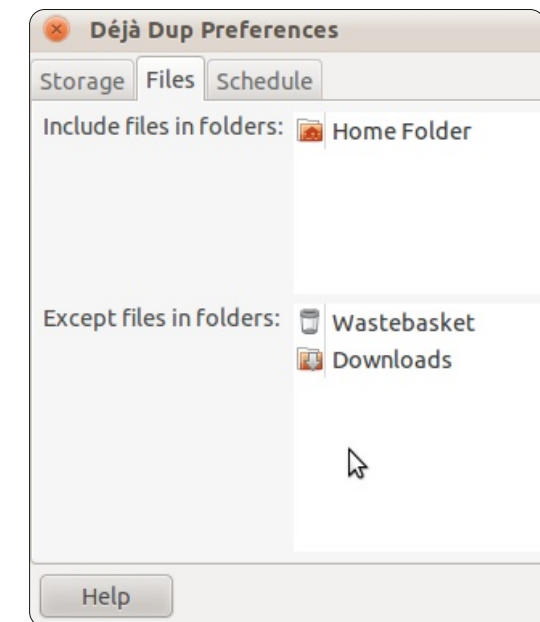 Déjà Dup Preferences
Storage Files Schedule
Include files in folders: Home Folder
Except files in folders: Wastebasket
Downloads
Help